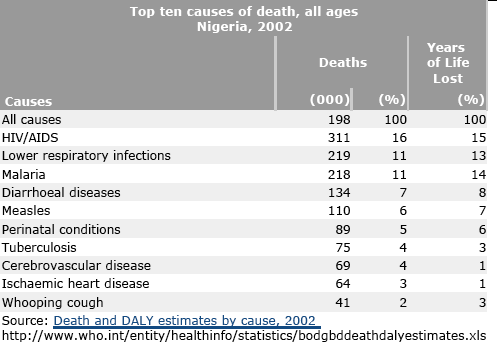 Top ten causes of death, all ages
Nigeria, 2002
Deaths Years of Life Lost
Causes (000) (%) (%)
All causes 198 100 100
HIV/AIDS 311 16 15
Lower respiratory infections 219 11 13
Malaria 218 11 14
Diarrhoeal diseases 134 7 8
Measles 110 6 7
Perinatal conditions 89 5 6
Tuberculosis 75 4 3
Cerebrovascular disease 69 4 1
Ischaemic heart disease 64 3 1
Whooping cough 41 2 3
Source: Death and DALY estimates by cause, 2002
http://www.who.int/entity/healthinfo/statistics/bodgbddeathdalyestimates.xls